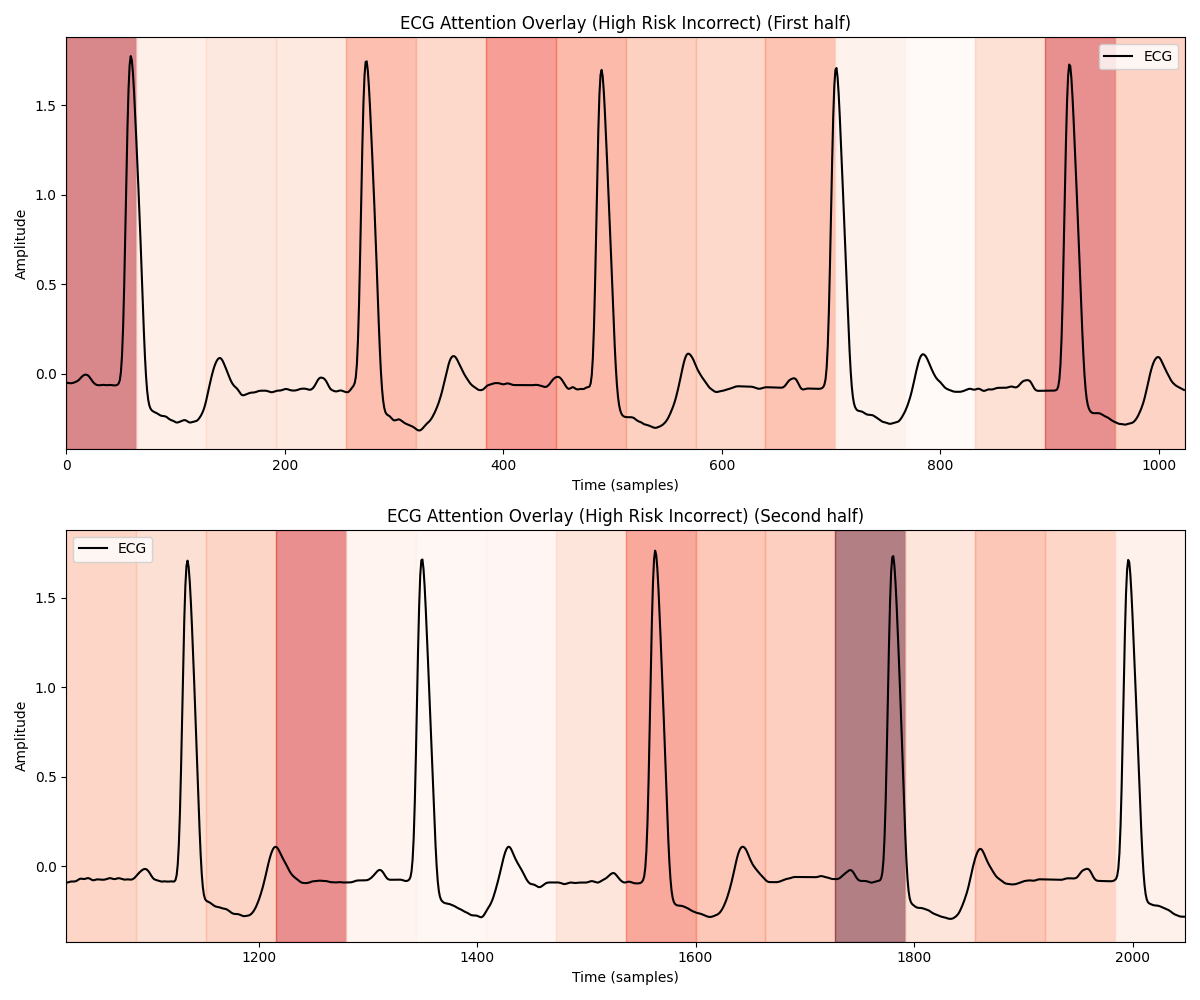 ECG Attention Overlay (High Risk Incorrect) (First half)
ECG
Amplitude
1.5
1.0
0.5
0.0
0 200 400 600 800 1000
Time (samples)
ECG Attention Overlay (High Risk Incorrect) (Second half)
ECG
Amplitude
1.5
1.0
0.5
0.0
1200 1400 1600 1800 2000
Time (samples)